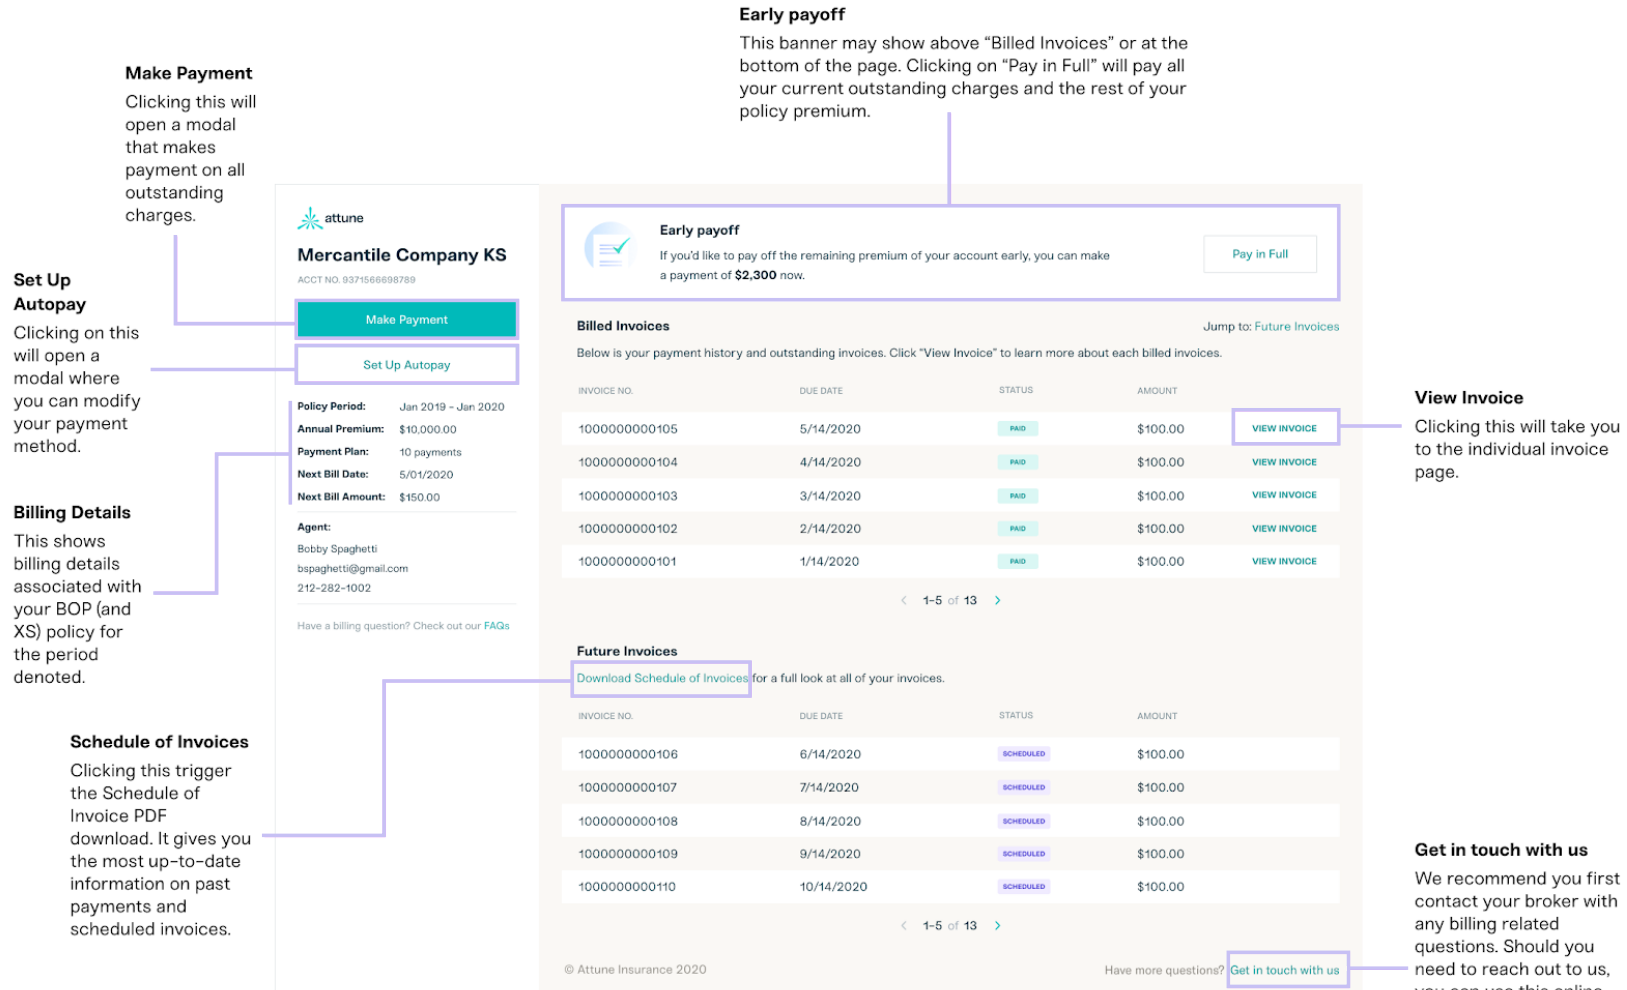 Early payoff
This banner may show above “Billed Invoices” or at the
bottom of the page. Clicking on “Pay in Full” will pay all
your current outstanding charges and the rest of your
policy premium.
Make Payment
Clicking this will
open a modal
that makes
payment on all
outstanding
charges.
Set Up
Autopay
Clicking on this
will open a
modal where
you can modify
your payment
method.
Billing Details
This shows
billing details
associated with
your BOP (and
XS) policy for
the period
denoted.
Schedule of Invoices
Clicking this trigger
the Schedule of
Invoice PDF
download. It gives you
the most up-to-date
information on past
payments and
scheduled invoices.
attune
Mercantile Company KS
ACCT NO. 9371566698789
Make Payment
Set Up Autopay
Policy Period: Jan 2019 - Jan 2020
Annual Premium: $10,000.00
Payment Plan: 10 payments
Next Bill Date: 5/01/2020
Next Bill Amount: $150.00
Agent:
Bobby Spaghetti
bspaghetti@gmail.com
212-282-1002
Have a billing question? Check out our FAQs
Early payoff
If you'd like to pay off the remaining premium of your account early, you can make
a payment of $2,300 now.
Pay in Full
Billed Invoices
Jump to: Future Invoices
Below is your payment history and outstanding invoices. Click "View Invoice" to learn more about each billed invoices.
INVOICE NO. DUE DATE STATUS AMOUNT
1000000000105 5/14/2020 PAID $100.00 VIEW INVOICE
1000000000104 4/14/2020 PAID $100.00 VIEW INVOICE
1000000000103 3/14/2020 PAID $100.00 VIEW INVOICE
1000000000102 2/14/2020 PAID $100.00 VIEW INVOICE
1000000000101 1/14/2020 PAID $100.00 VIEW INVOICE
1-5 of 13
Future Invoices
Download Schedule of Invoices for a full look at all of your invoices.
INVOICE NO. DUE DATE STATUS AMOUNT
1000000000106 6/14/2020 SCHEDULED $100.00
1000000000107 7/14/2020 SCHEDULED $100.00
1000000000108 8/14/2020 SCHEDULED $100.00
1000000000109 9/14/2020 SCHEDULED $100.00
1000000000110 10/14/2020 SCHEDULED $100.00
1-5 of 13
© Attune Insurance 2020
Have more questions? Get in touch with us
View Invoice
Clicking this will take you
to the individual invoice
page.
Get in touch with us
We recommend you first
contact your broker with
any billing related
questions. Should you
need to reach out to us,
you can use this online